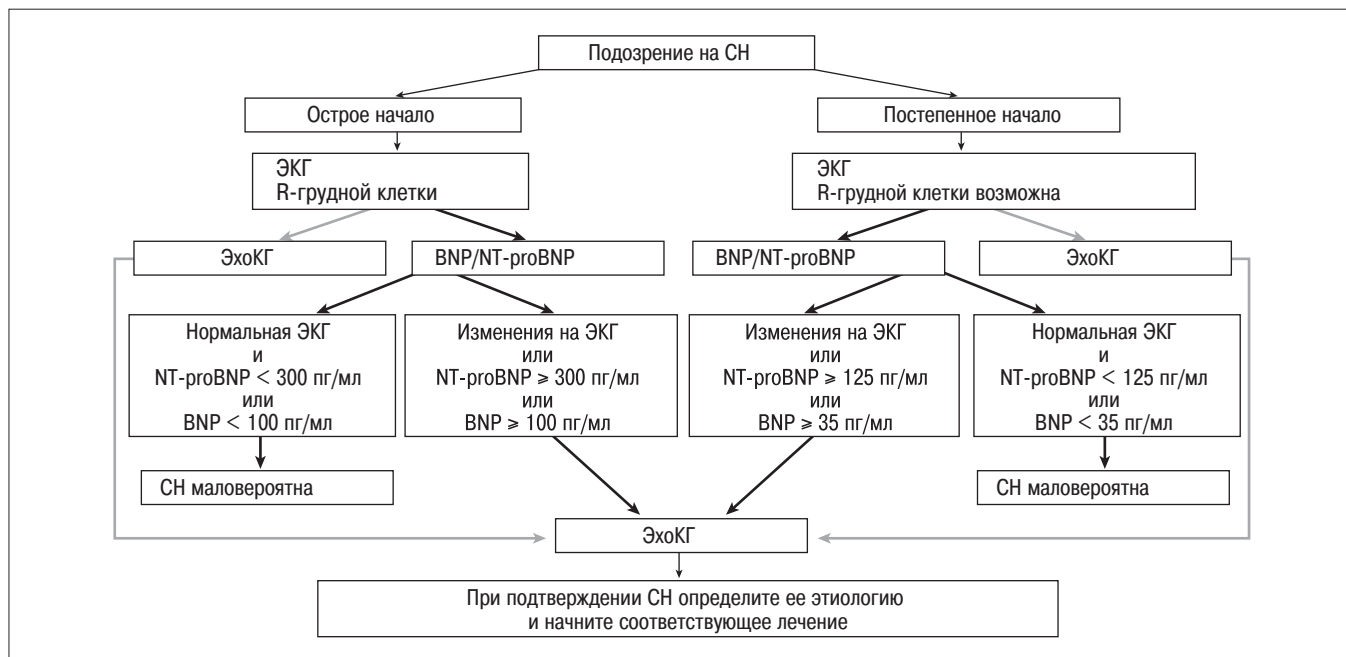 Подозрение на СН
Острое начало
Постепенное начало
ЭКГ
R-грудной клетки
ЭКГ
R-грудной клетки возможна
ЭхоКГ
BNP/NT-proBNP
BNP/NT-proBNP
ЭхоКГ
Нормальная ЭКГ
и
NT-proBNP < 300 пг/мл
или
BNP < 100 пг/мл
Изменения на ЭКГ
или
NT-proBNP ⩾ 300 пг/мл
или
BNP ⩾ 100 пг/мл
Изменения на ЭКГ
или
NT-proBNP ⩾ 125 пг/мл
или
BNP ⩾ 35 пг/мл
Нормальная ЭКГ
и
NT-proBNP < 125 пг/мл
или
BNP < 35 пг/мл
СН маловероятна
СН маловероятна
ЭхоКГ
При подтверждении СН определите ее этиологию
и начните соответствующее лечение